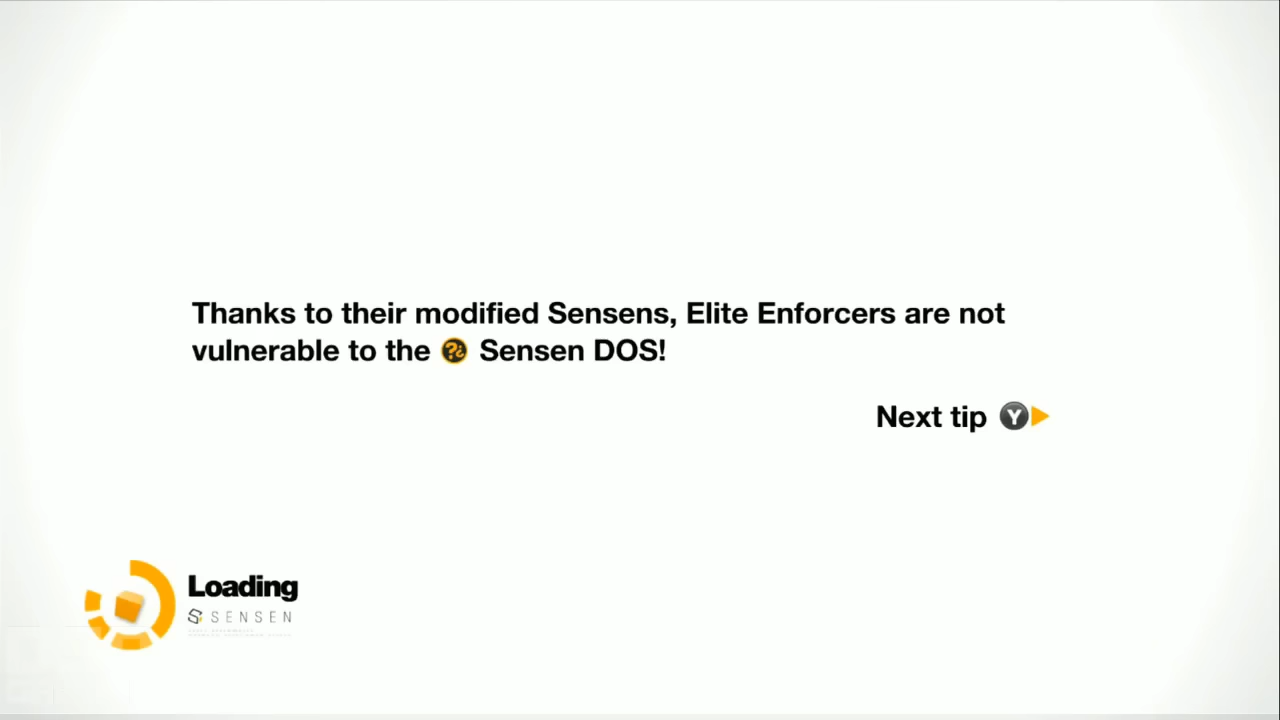 Thanks to their modified Sensens, Elite Enforcers are not
vulnerable to the Sensen DOS!
Next tip Y
Loading
SENSEN